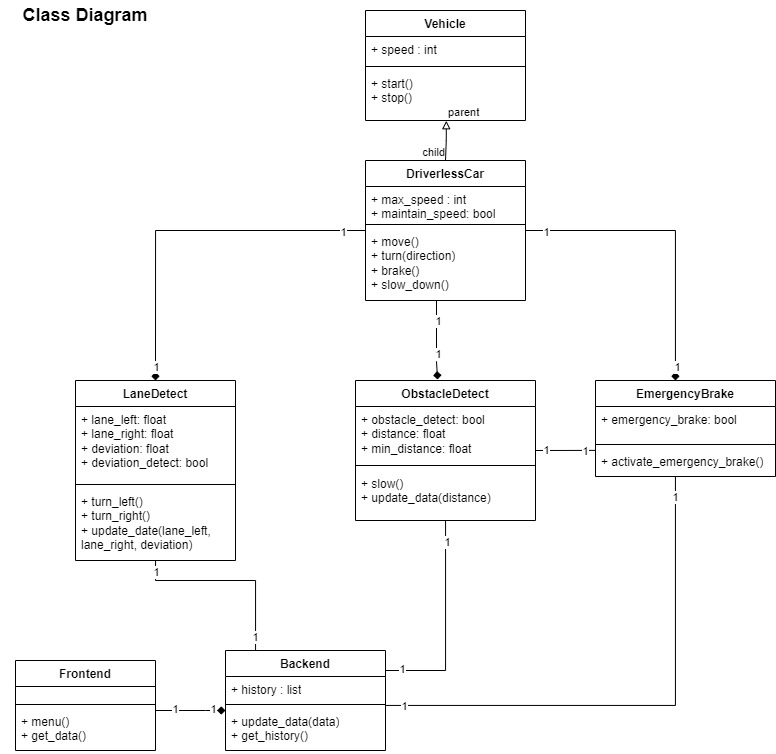 Class Diagram
Vehicle
+ speed : int
+ start()
+ stop()
parent
child
DriverlessCar
+ max_speed : int
+ maintain_speed: bool
+ move()
+ turn(direction)
+ brake()
+ slow_down()
1
1
1
1
1
1
LaneDetect
+ lane_left: float
+ lane_right: float
+ deviation: float
+ deviation_detect: bool
+ turn_left()
+ turn_right()
+ update_date(lane_left,
lane_right, deviation)
ObstacleDetect
+ obstacle_detect: bool
+ distance: float
+ min_distance: float
+ slow()
+ update_data(distance)
1
1
EmergencyBrake
+ emergency_brake: bool
+ activate_emergency_brake()
1
1
1
1
1
1
Frontend
+ menu()
+ get_data()
1
1
Backend
+ history : list
+ update_data(data)
+ get_history()